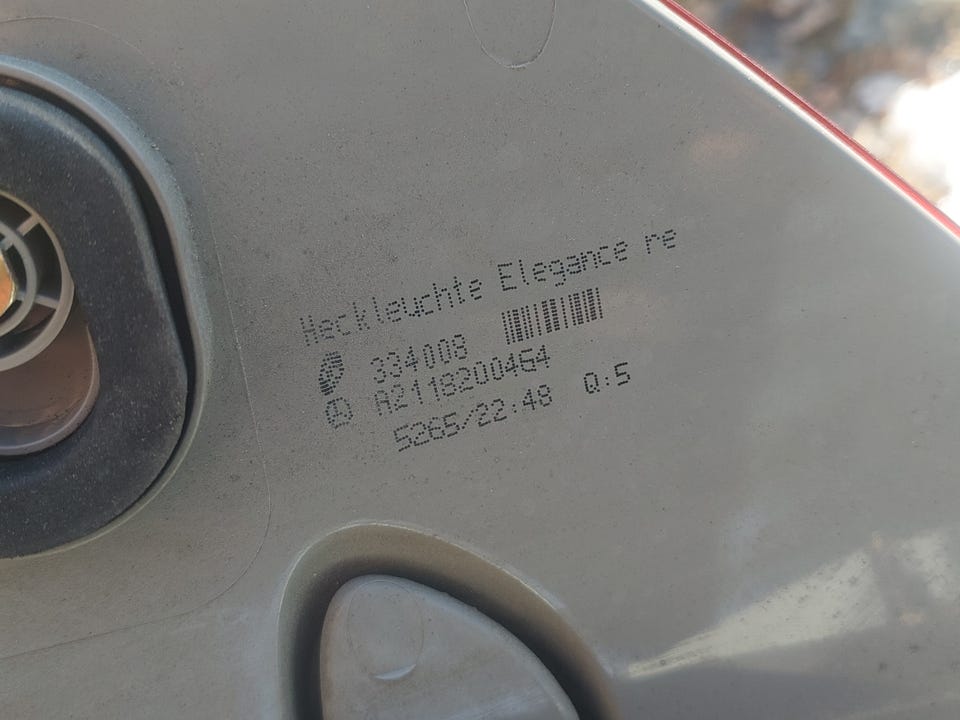 Heckleuchte Elegance re
334008
A2118200464
5265/22:48 Q:5